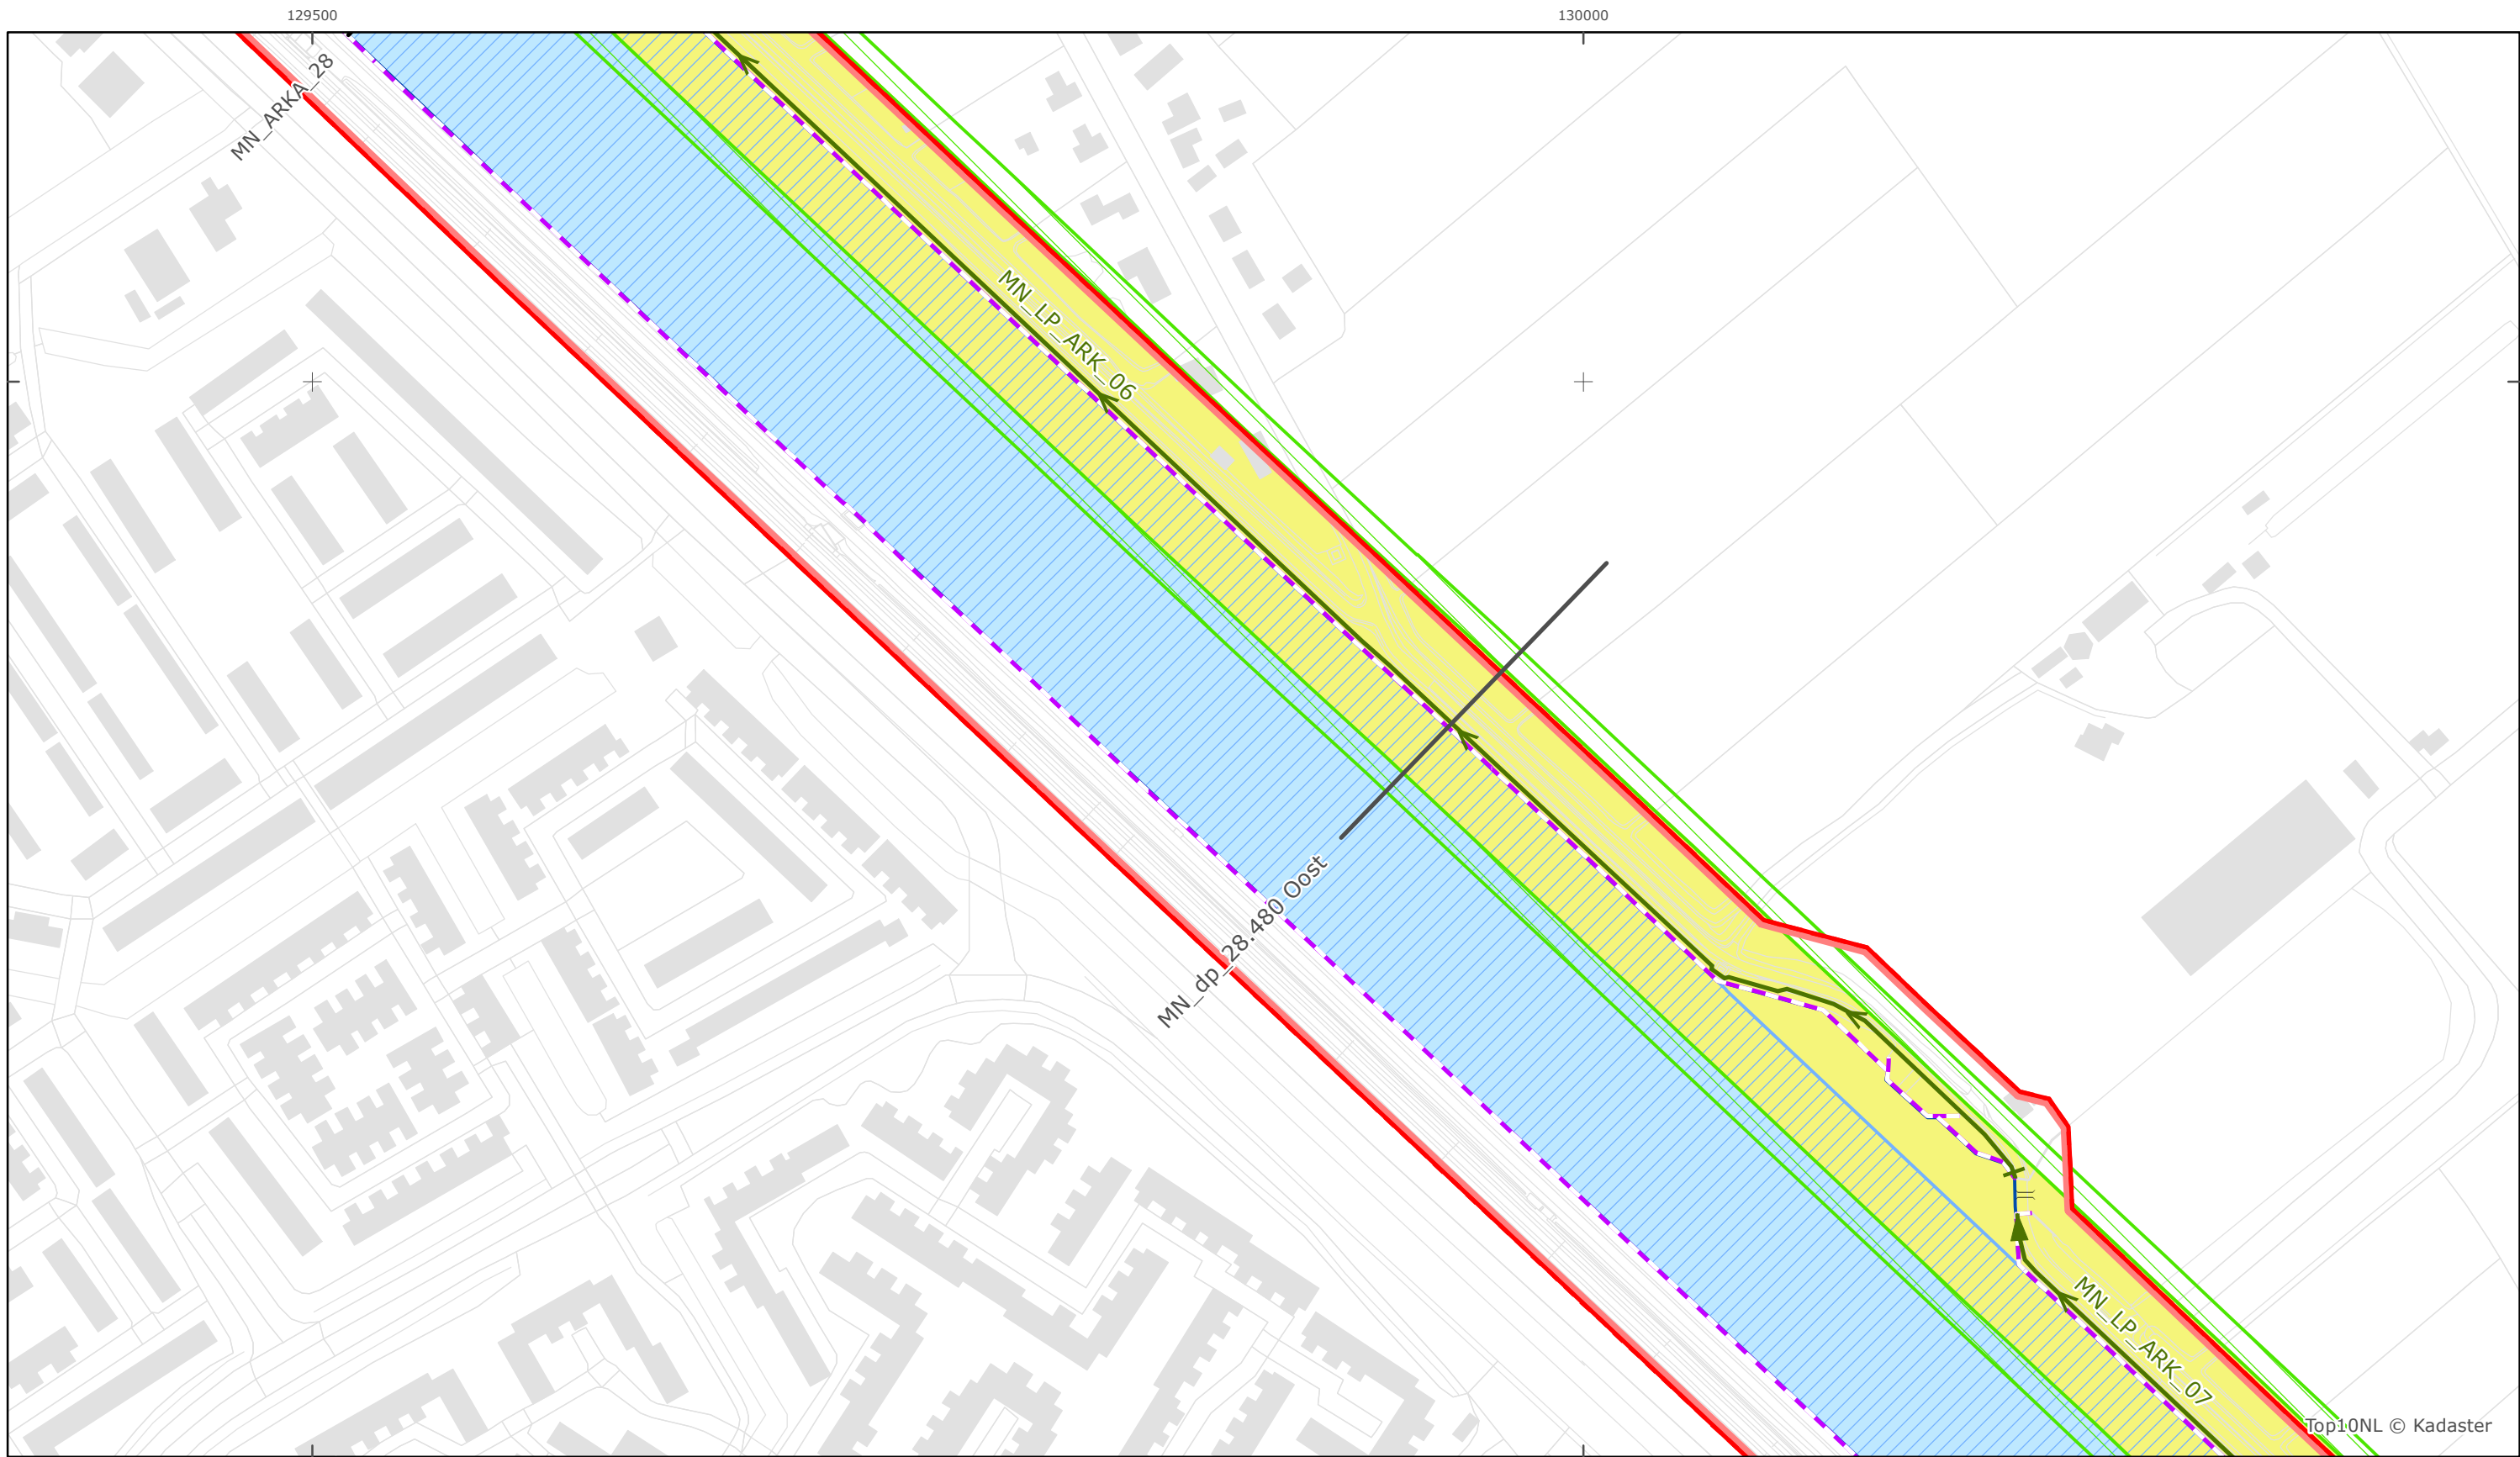 129500
130000
MN_ARKA_28
MN_LP_ARK_06
MN_dp_28.480 Oost
MN_LP_ARK_07
Top10NL © Kadaster